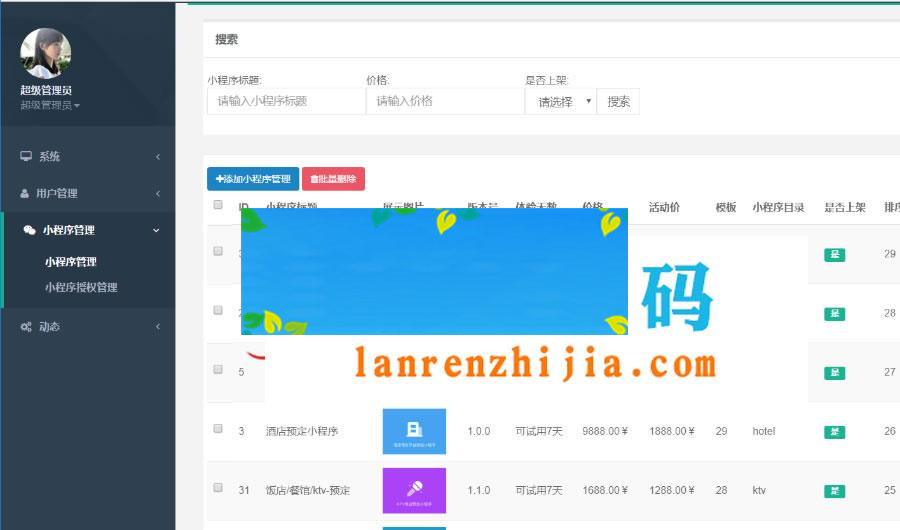 超级管理员
超级管理员
系统
用户管理
小程序管理
小程序管理
小程序授权管理
动态
搜索
小程序标题: 价格: 是否上架:
请输入小程序标题 请输入价格 请选择 搜索
添加小程序管理 批量删除
ID 小程序标题 展示图片 版本号 体验天数 价格 活动价 模板 小程序目录 是否上架 排序
是 29
码
是 28
lanrenzhijia.com
5 是 27
3 酒店预定小程序 1.0.0 可试用7天 9888.00¥ 1888.00¥ 29 hotel 是 26
31 饭店/餐馆/ktv-预定 1.1.0 可试用7天 1688.00¥ 1288.00¥ 28 ktv 是 25